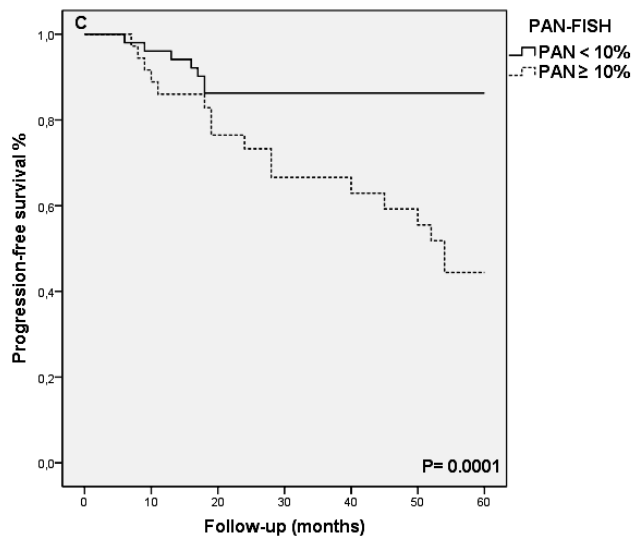 C
PAN-FISH
PAN < 10%
PAN ≥ 10%
Progression-free survival %
1,0
0,8
0,6
0,4
0,2
0,0
P= 0.0001
0 10 20 30 40 50 60
Follow-up (months)